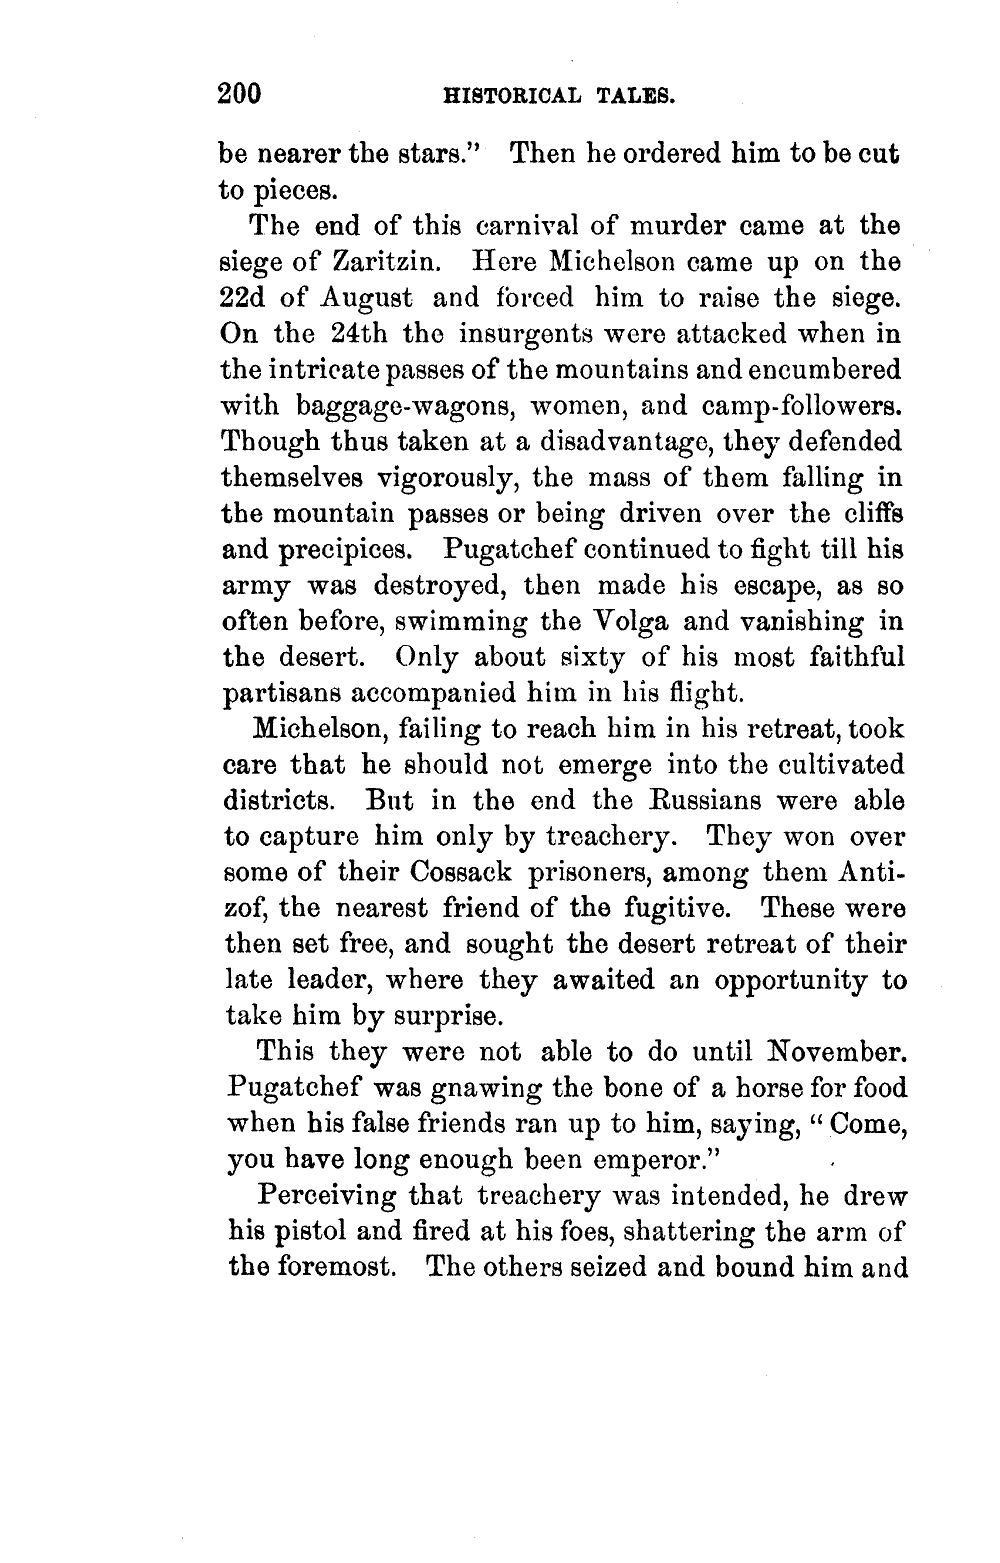 200 HISTORICAL TALES.
be nearer the stars.” Then he ordered him to be cut
to pieces.
The end of this carnival of murder came at the
siege of Zaritzin. Here Michelson came up on the
22d of August and forced him to raise the siege.
On the 24th the insurgents were attacked when in
the intricate passes of the mountains and encumbered
with baggage-wagons, women, and camp-followers.
Though thus taken at a disadvantage, they defended
themselves vigorously, the mass of them falling in
the mountain passes or being driven over the cliffs
and precipices. Pugatchef continued to fight till his
army was destroyed, then made his escape, as so
often before, swimming the Volga and vanishing in
the desert. Only about sixty of his most faithful
partisans accompanied him in his flight.
Michelson, failing to reach him in his retreat, took
care that he should not emerge into the cultivated
districts. But in the end the Russians were able
to capture him only by treachery. They won over
some of their Cossack prisoners, among them Anti-
zof, the nearest friend of the fugitive. These were
then set free, and sought the desert retreat of their
late leader, where they awaited an opportunity to
take him by surprise.
This they were not able to do until November.
Pugatchef was gnawing the bone of a horse for food
when his false friends ran up to him, saying, “Come,
you have long enough been emperor.”
Perceiving that treachery was intended, he drew
his pistol and fired at his foes, shattering the arm of
the foremost. The others seized and bound him and